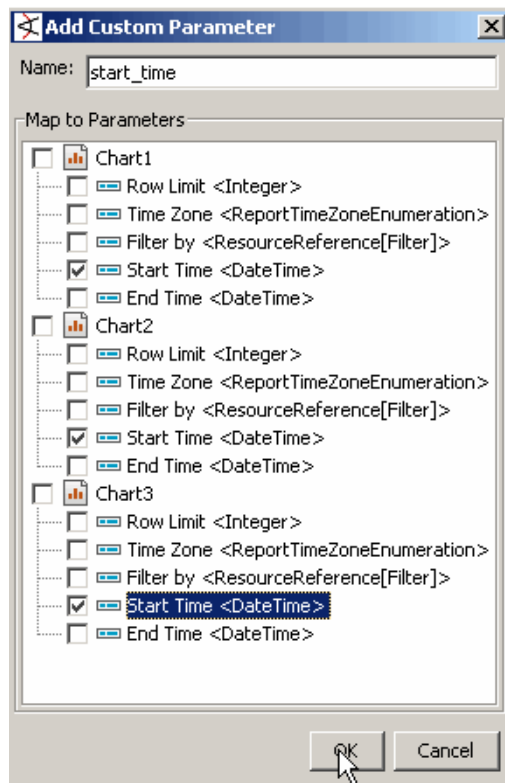 Add Custom Parameter
Name: start_time
Map to Parameters
Chart1
Row Limit <Integer>
Time Zone <ReportTimeZoneEnumeration>
Filter by <ResourceReference[Filter]>
Start Time <DateTime>
End Time <DateTime>
Chart2
Row Limit <Integer>
Time Zone <ReportTimeZoneEnumeration>
Filter by <ResourceReference[Filter]>
Start Time <DateTime>
End Time <DateTime>
Chart3
Row Limit <Integer>
Time Zone <ReportTimeZoneEnumeration>
Filter by <ResourceReference[Filter]>
Start Time <DateTime>
End Time <DateTime>
OK Cancel